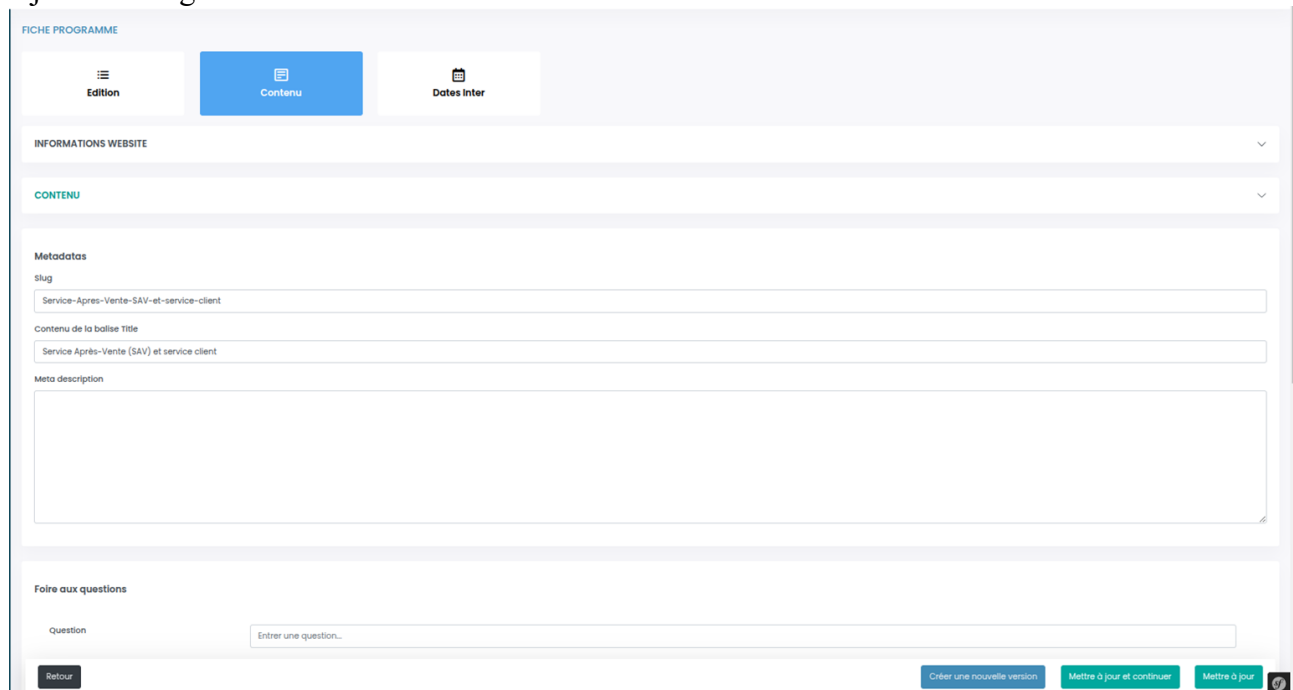 FICHE PROGRAMME
Edition
Contenu
Dates Inter
INFORMATIONS WEBSITE
CONTENU
Metadatas
Slug
Service-Apres-Vente-SAV-et-service-client
Contenu de la balise Title
Service Après-Vente (SAV) et service client
Meta description
Foire aux questions
Question
Entrer une question...
Retour
Créer une nouvelle version
Mettre à jour et continuer
Mettre à jour
sf